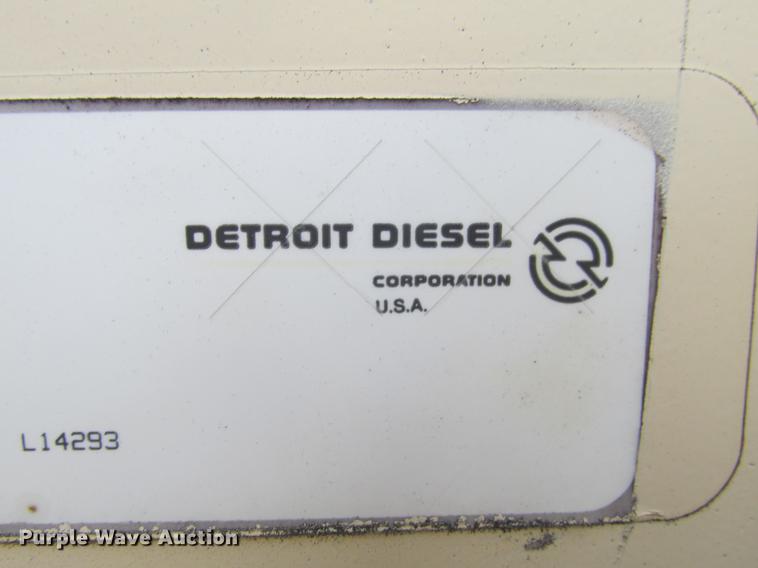 DETROIT DIESEL
CORPORATION
U.S.A.
L14293
Purple Wave Auction